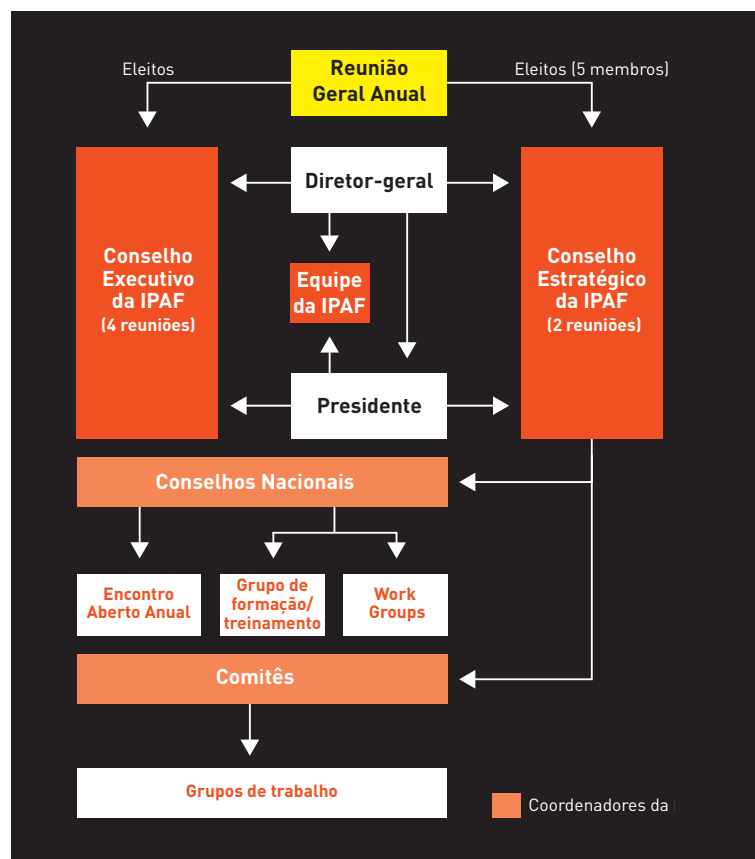 Eleitos
Reunião
Geral Anual
Eleitos (5 membros)
Conselho
Executivo
da IPAF
(4 reuniões)
Diretor-geral
Equipe
da IPAF
Presidente
Conselho
Estratégico
da IPAF
(2 reuniões)
Conselhos Nacionais
Encontro
Aberto Anual
Grupo de
formação/
treinamento
Work
Groups
Comitês
Grupos de trabalho
Coordenadores da